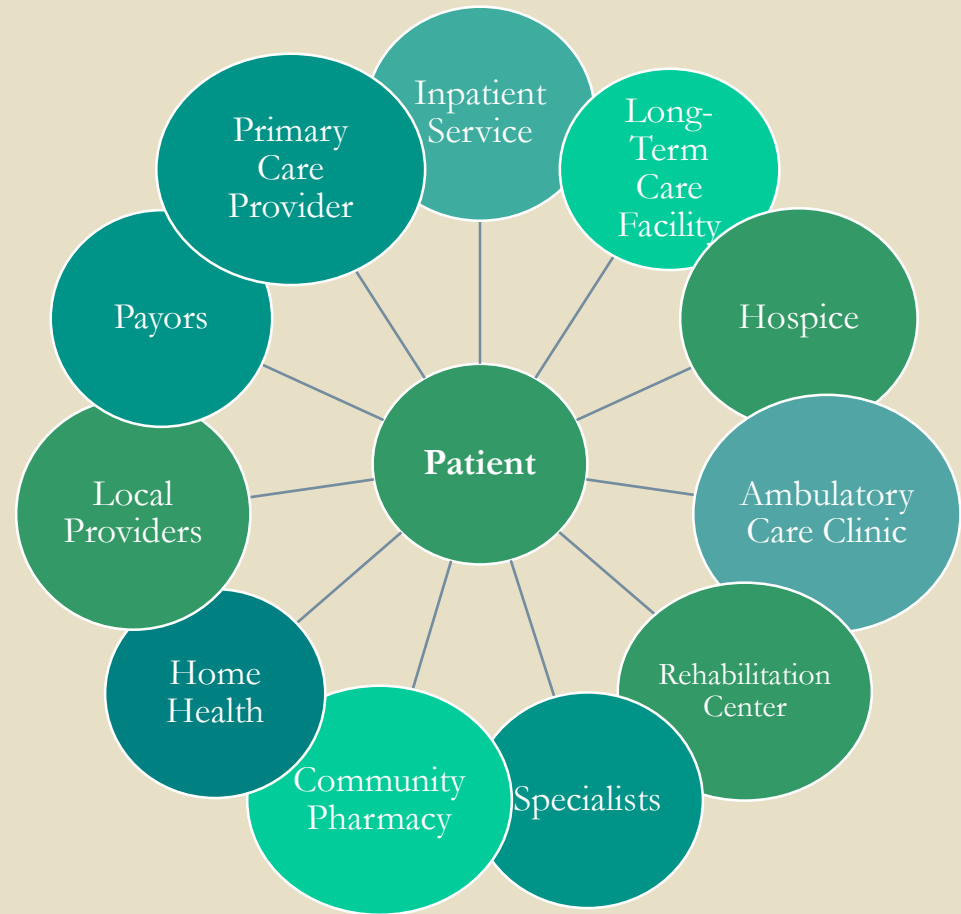 Inpatient
Service
Long-
Term
Care
Facility
Hospice
Ambulatory
Care Clinic
Rehabilitation
Center
Specialists
Community
Pharmacy
Home
Health
Local
Providers
Payors
Primary
Care
Provider
Patient